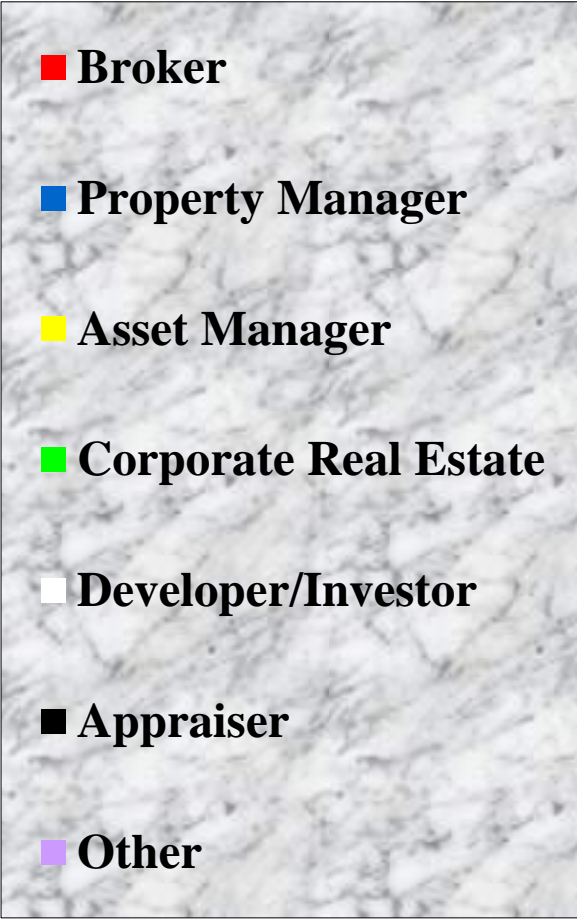 Broker
Property Manager
Asset Manager
Corporate Real Estate
Developer/Investor
Appraiser
Other